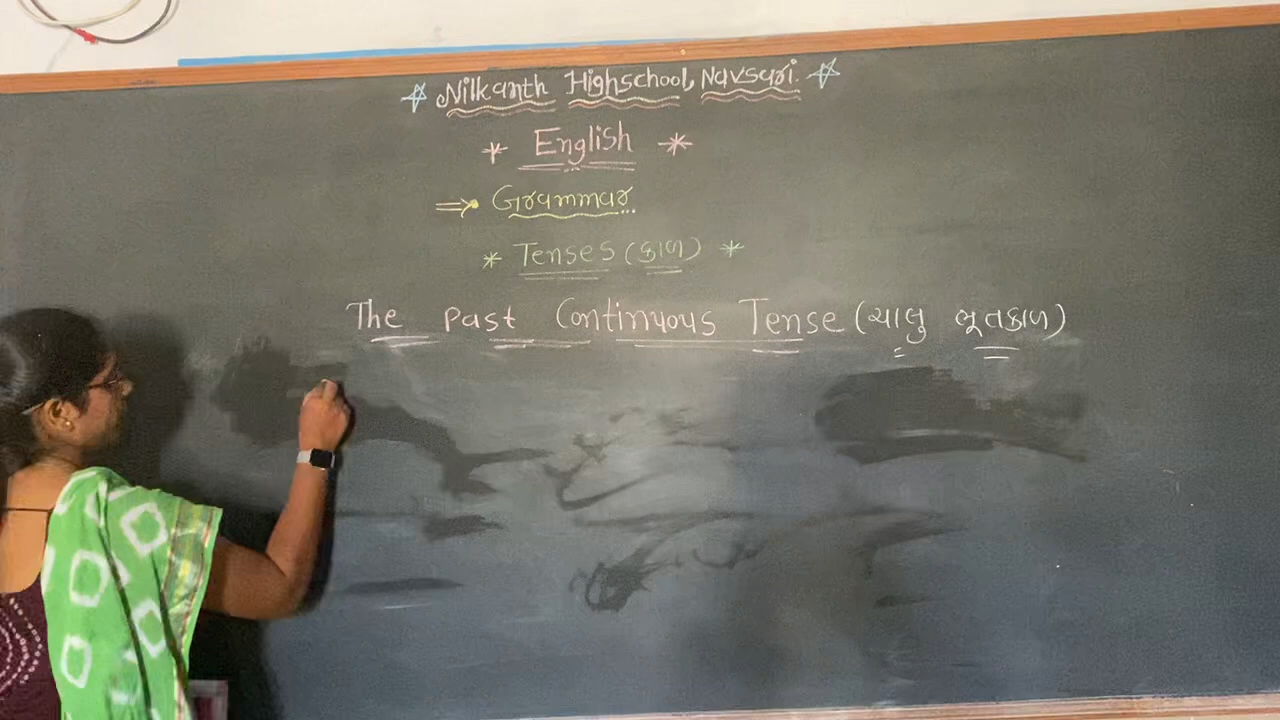 Nilkanth Highschool, Navsari.
* English *
⇒ Grammar
* Tenses (કાળ) *
The Past Continuous Tense (ચાલુ ભૂતકાળ)